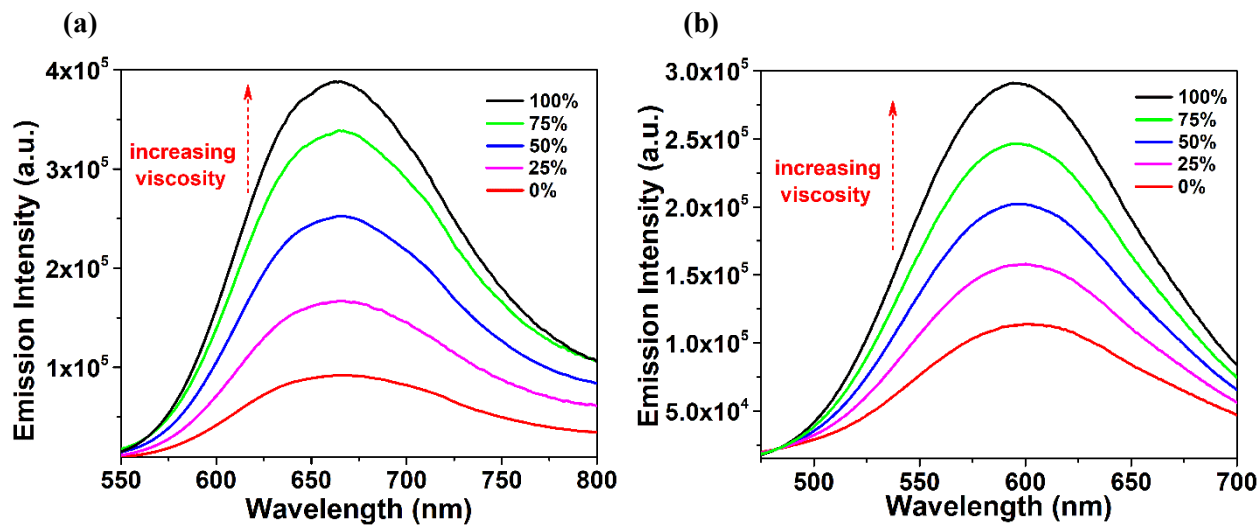 (a)
4x10⁵
3x10⁵
2x10⁵
1x10⁵
Emission Intensity (a.u.)
increasing
viscosity
100%
75%
50%
25%
0%
550 600 650 700 750 800
Wavelength (nm)
(b)
3.0x10⁵
2.5x10⁵
2.0x10⁵
1.5x10⁵
1.0x10⁵
5.0x10⁴
Emission Intensity (a.u.)
increasing
viscosity
100%
75%
50%
25%
0%
500 550 600 650 700
Wavelength (nm)